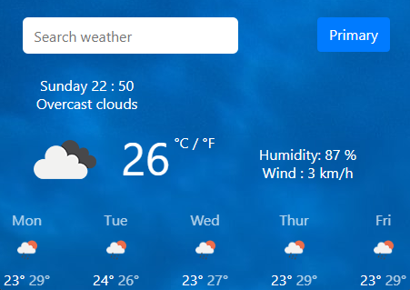 Search weather Primary
Sunday 22 : 50
Overcast clouds
26 °C / °F
Humidity: 87 %
Wind : 3 km/h
Mon Tue Wed Thur Fri
23° 29° 24° 26° 23° 27° 23° 29° 23° 29°